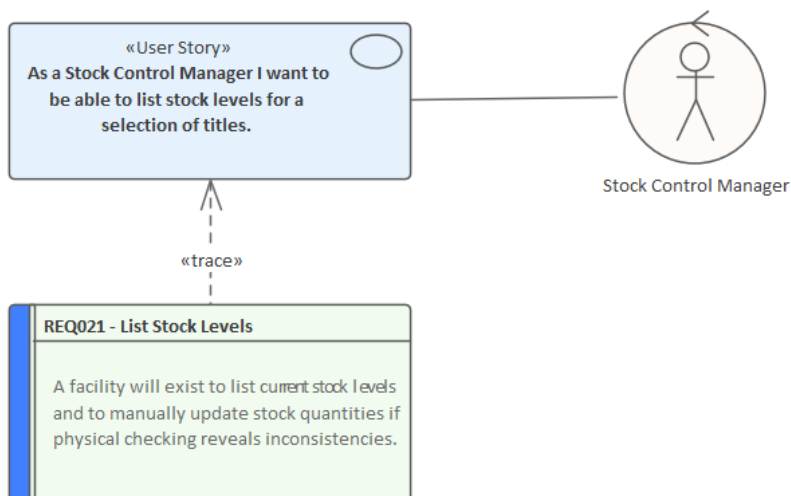 «User Story»
As a Stock Control Manager I want to
be able to list stock levels for a
selection of titles.
Stock Control Manager
«trace»
REQ021 - List Stock Levels
A facility will exist to list current stock levels
and to manually update stock quantities if
physical checking reveals inconsistencies.